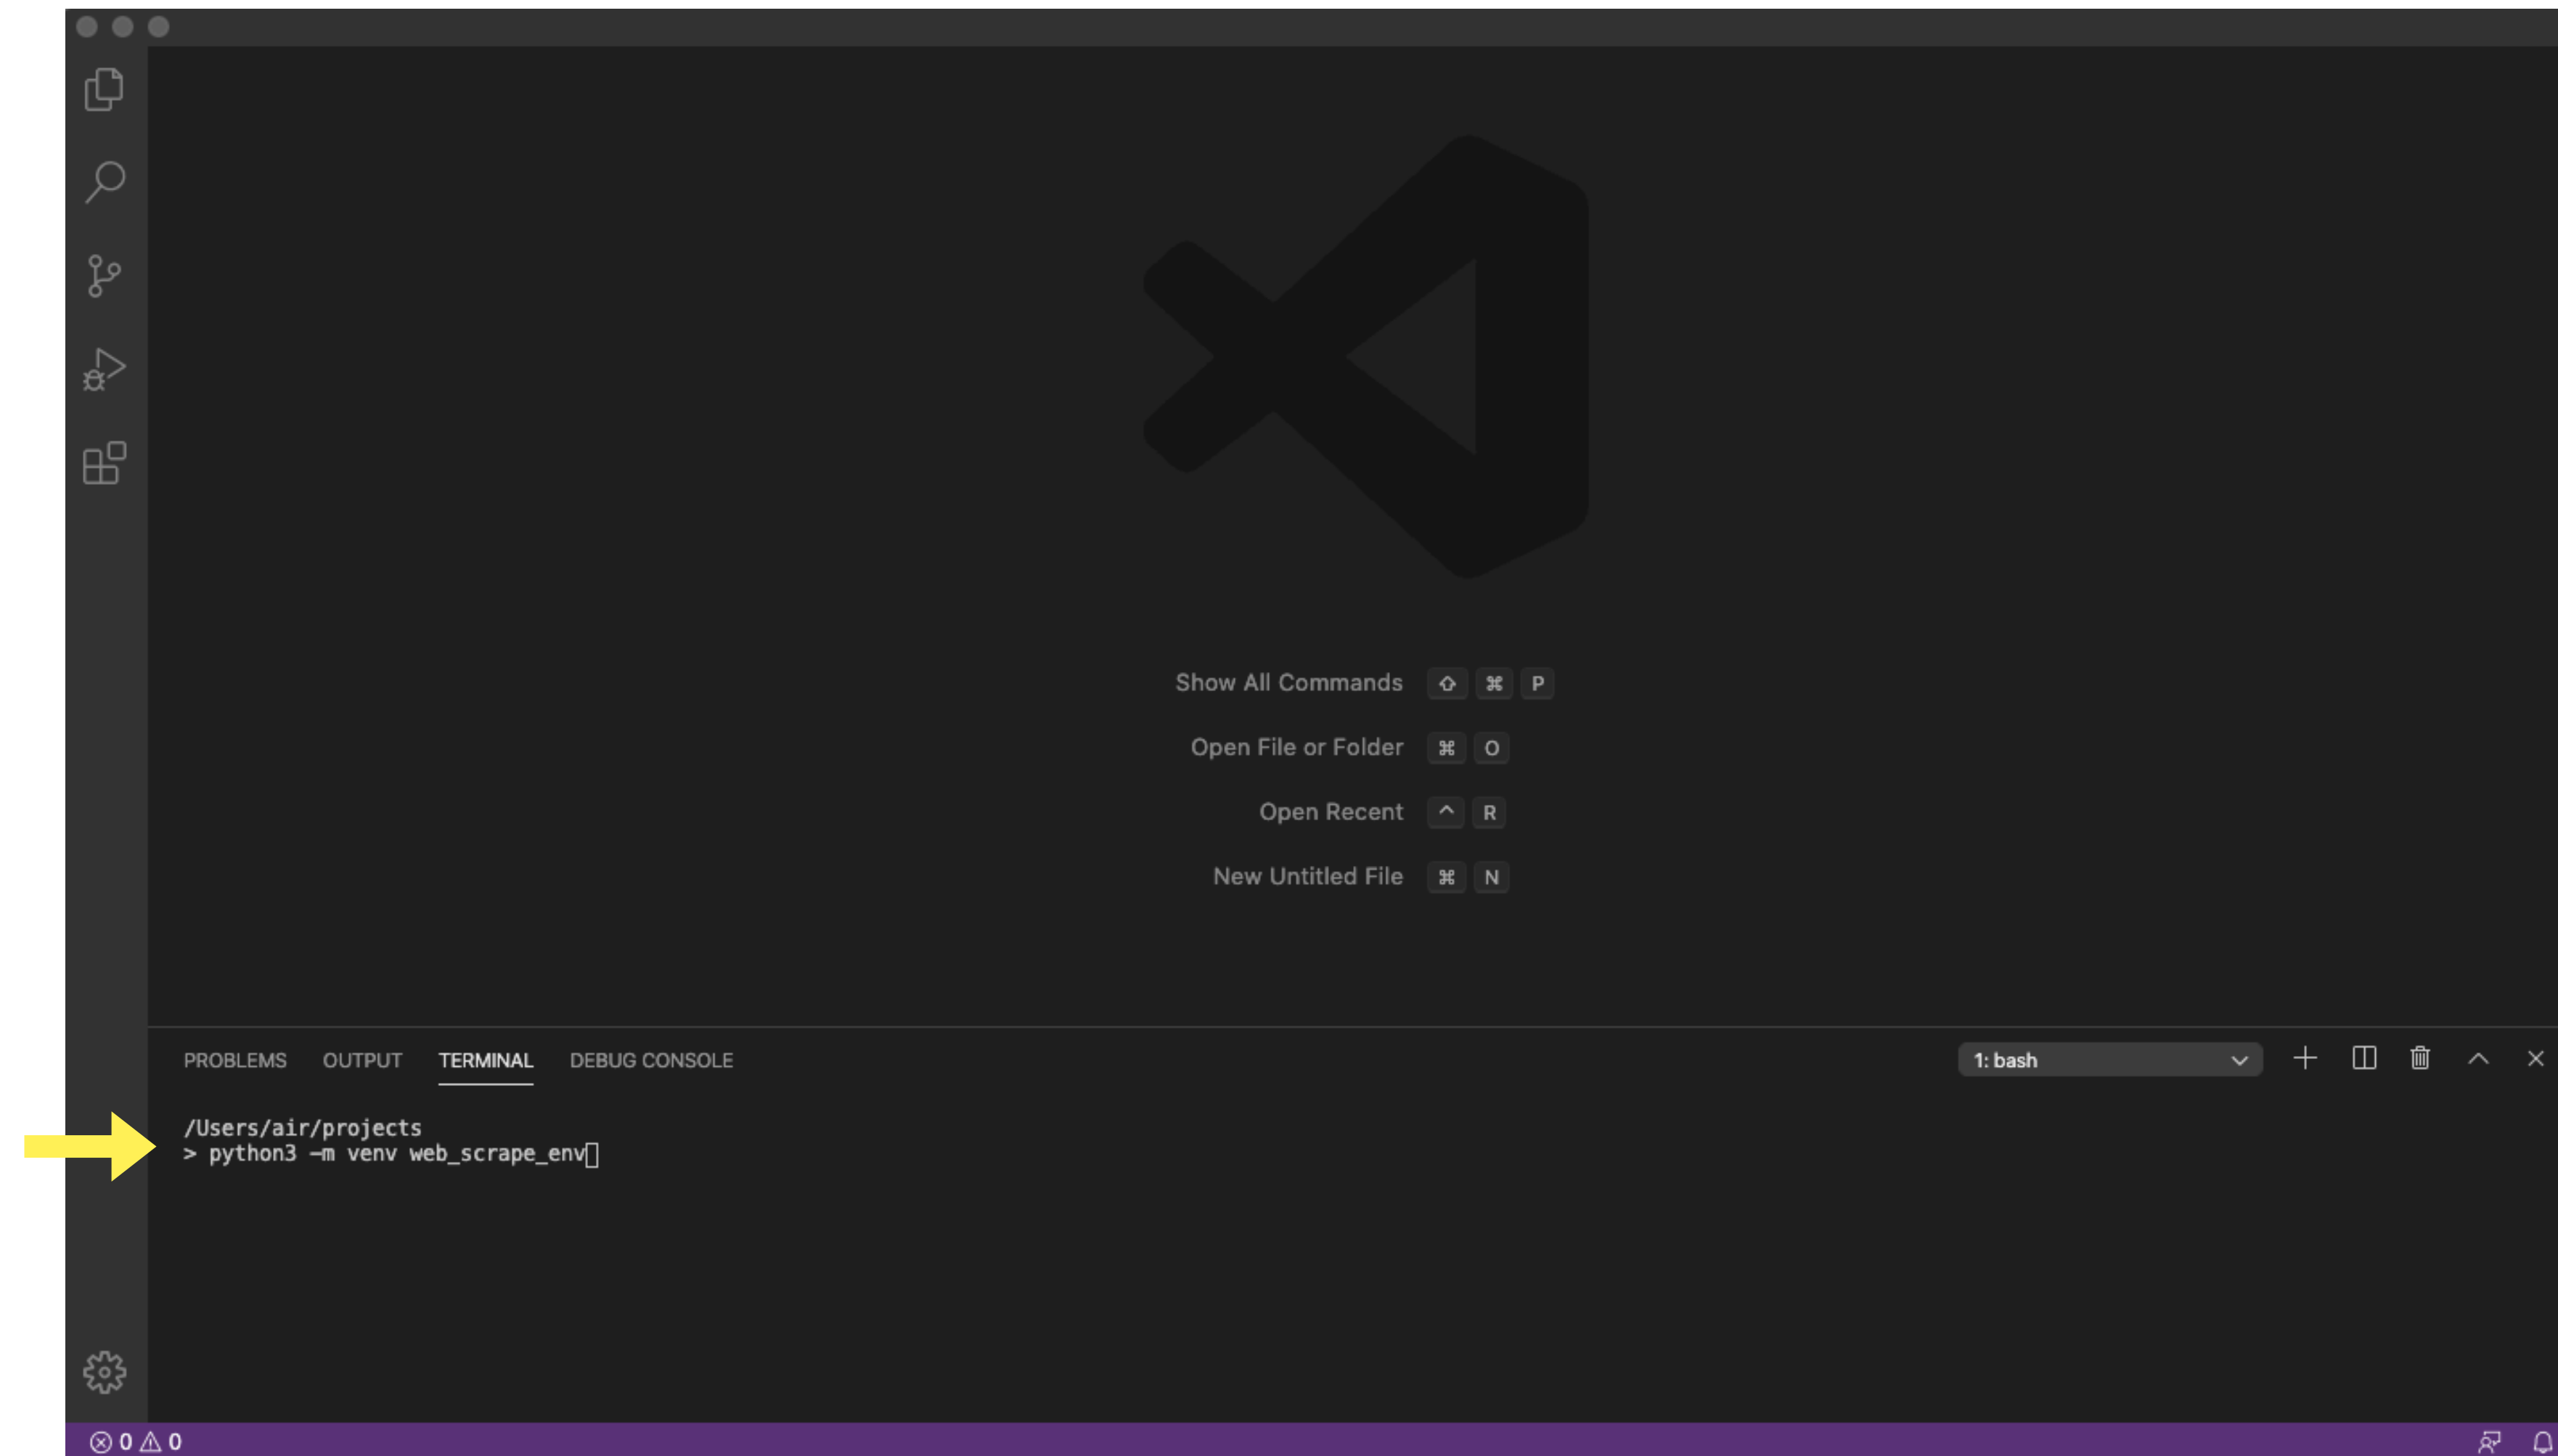 Show All Commands ⇧ ⌘ P
Open File or Folder ⌘ O
Open Recent ^ R
New Untitled File ⌘ N
PROBLEMS OUTPUT TERMINAL DEBUG CONSOLE 1: bash
/Users/air/projects
> python3 -m venv web_scrape_env
0 0